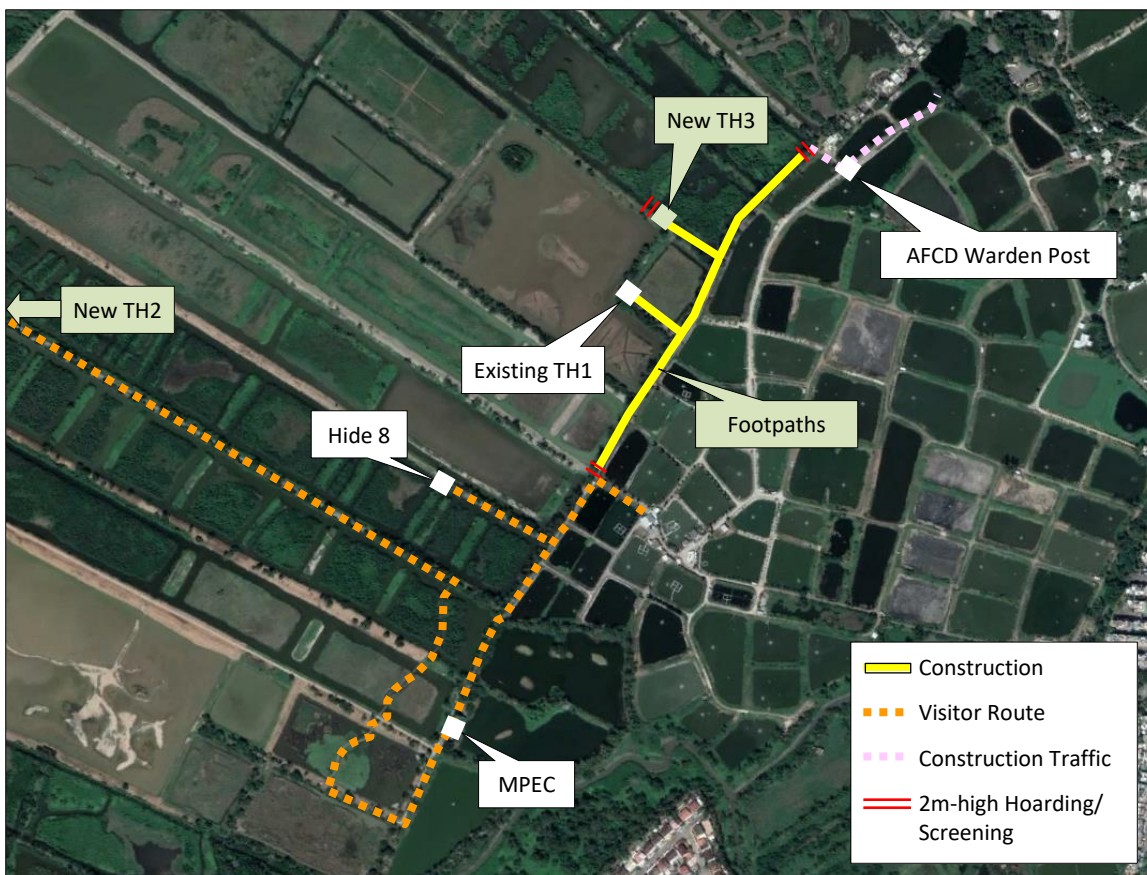 New TH3
AFCD Warden Post
New TH2
Existing TH1
Footpaths
Hide 8
MPEC
Construction
Visitor Route
Construction Traffic
2m-high Hoarding/
Screening